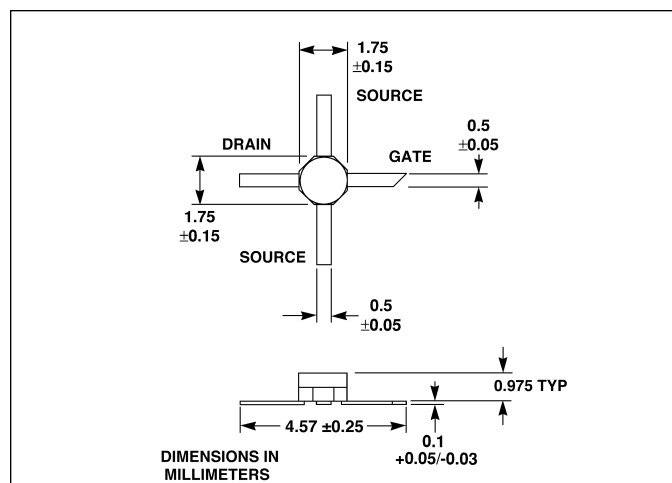 1.75
±0.15
SOURCE
DRAIN
GATE
0.5
±0.05
1.75
±0.15
SOURCE
0.5
±0.05
0.975 TYP
4.57 ±0.25
0.1
+0.05/-0.03
DIMENSIONS IN
MILLIMETERS